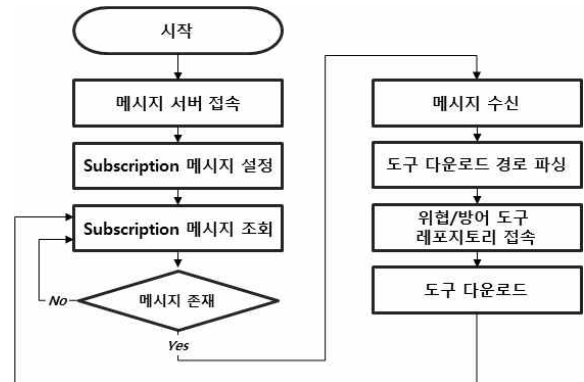 시작
메시지 서버 접속
Subscription 메시지 설정
Subscription 메시지 조회
메시지 존재
No
Yes
메시지 수신
도구 다운로드 경로 파싱
위협/방어 도구
레포지토리 접속
도구 다운로드